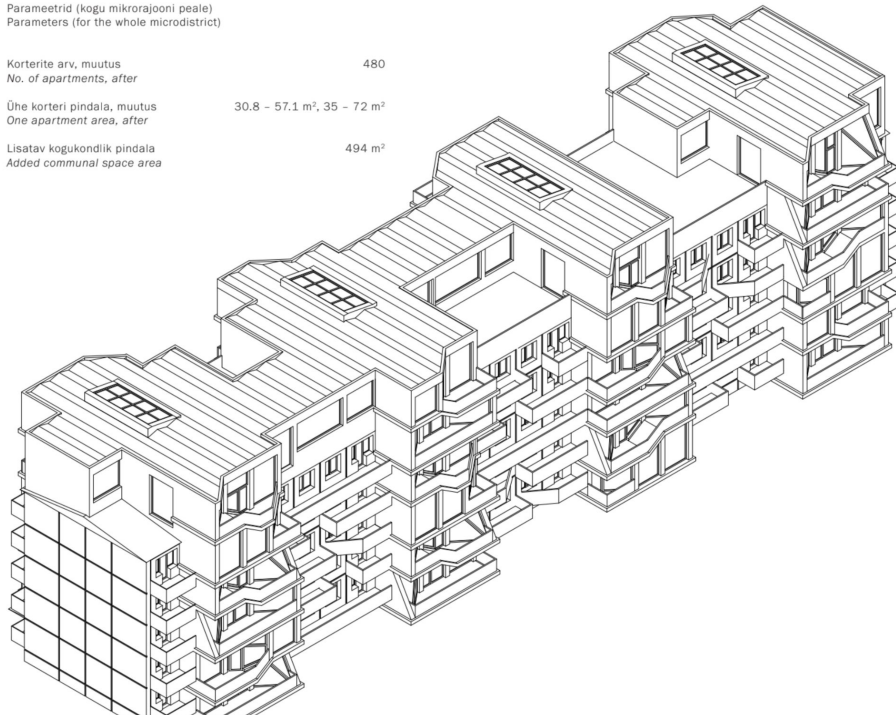 Parameetrid (kogu mikrorajooni peale)
Parameters (for the whole microdistrict)
Korterite arv, muutus 480
No. of apartments, after
Ühe korteri pindala, muutus 30.8 – 57.1 m², 35 – 72 m²
One apartment area, after
Lisatav kogukondlik pindala 494 m²
Added communal space area